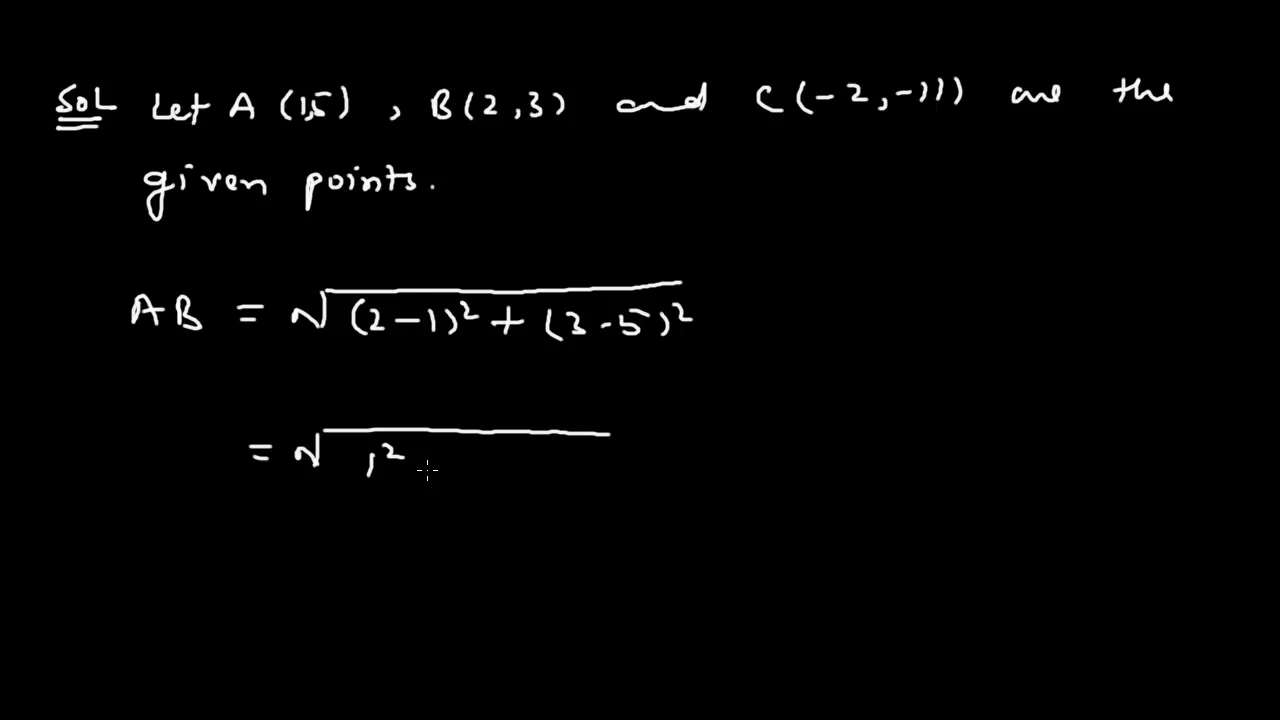 SOL Let A (1,5) , B(2,3) and C(-2,-11) are the
given points.
AB = √(2-1)² + (3-5)²
= √ 1²